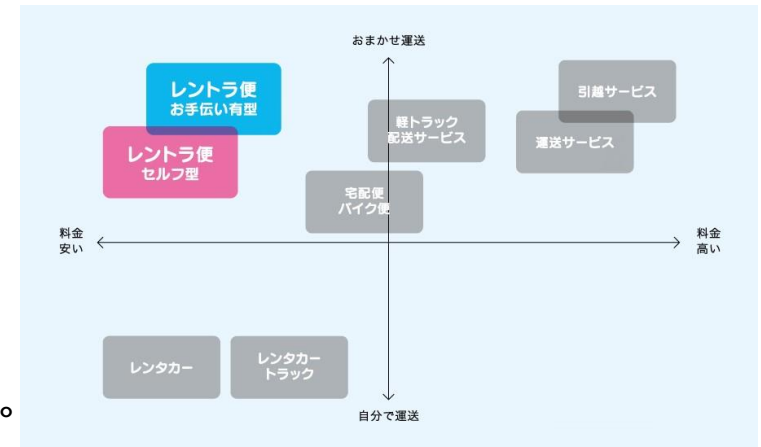 おまかせ運送
レントラ便
お手伝い有型
引越サービス
軽トラック
配送サービス
運送サービス
レントラ便
セルフ型
宅配便
バイク便
料金
安い
料金
高い
レンタカー
レンタカー
トラック
自分で運送
。